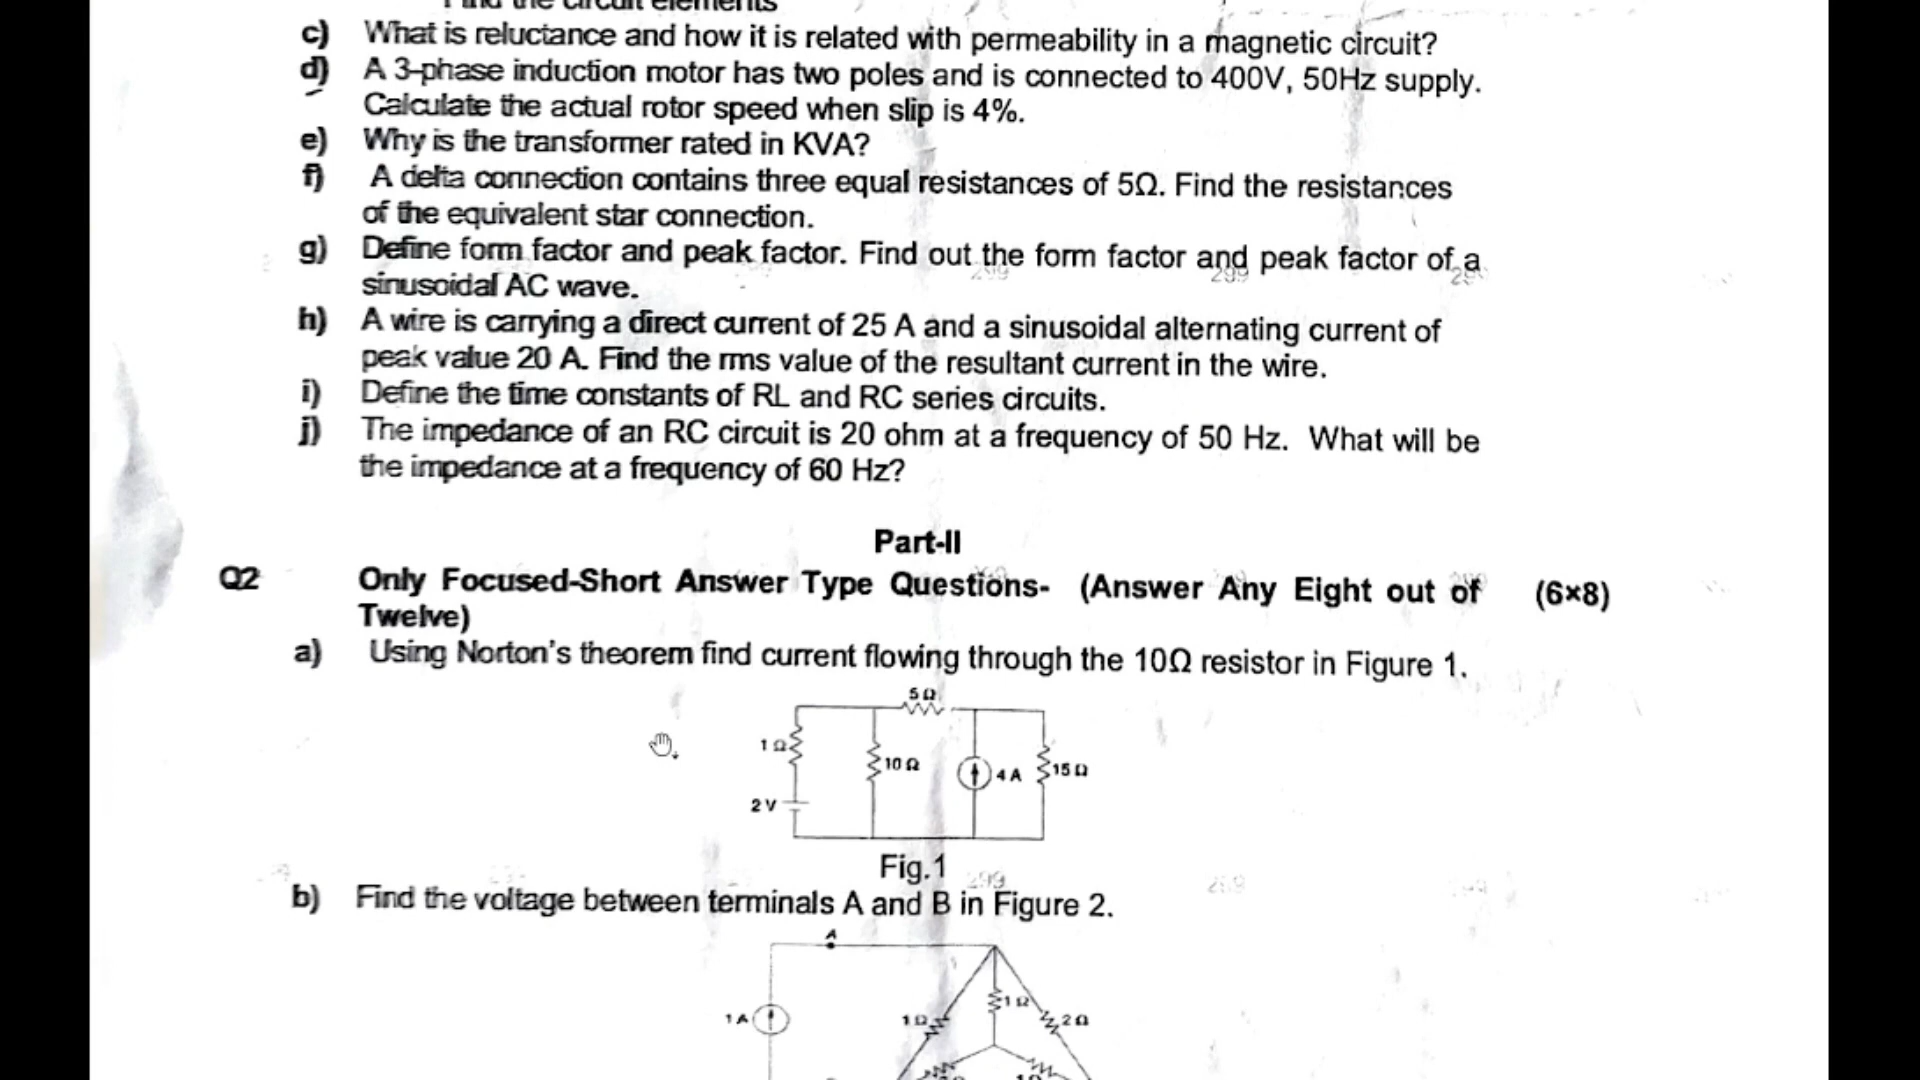 c) What is reluctance and how it is related with permeability in a magnetic circuit?
d) A 3-phase induction motor has two poles and is connected to 400V, 50Hz supply.
Calculate the actual rotor speed when slip is 4%.
e) Why is the transformer rated in KVA?
f) A delta connection contains three equal resistances of 5Ω. Find the resistances
of the equivalent star connection.
g) Define form factor and peak factor. Find out the form factor and peak factor of a
sinusoidal AC wave.
h) A wire is carrying a direct current of 25 A and a sinusoidal alternating current of
peak value 20 A. Find the rms value of the resultant current in the wire.
i) Define the time constants of RL and RC series circuits.
j) The impedance of an RC circuit is 20 ohm at a frequency of 50 Hz. What will be
the impedance at a frequency of 60 Hz?
Part-II
Q2 Only Focused-Short Answer Type Questions- (Answer Any Eight out of (6×8)
Twelve)
a) Using Norton's theorem find current flowing through the 10Ω resistor in Figure 1.
5Ω
1Ω
10Ω
4A
15Ω
2V
Fig.1
b) Find the voltage between terminals A and B in Figure 2.
A
1Ω
1A
1Ω
2Ω